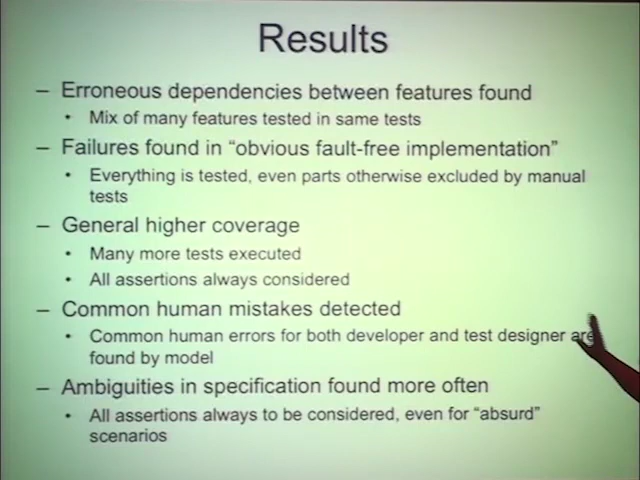 Results
– Erroneous dependencies between features found
• Mix of many features tested in same tests
– Failures found in “obvious fault-free implementation”
• Everything is tested, even parts otherwise excluded by manual
tests
– General higher coverage
• Many more tests executed
• All assertions always considered
– Common human mistakes detected
• Common human errors for both developer and test designer are
found by model
– Ambiguities in specification found more often
• All assertions always to be considered, even for “absurd”
scenarios